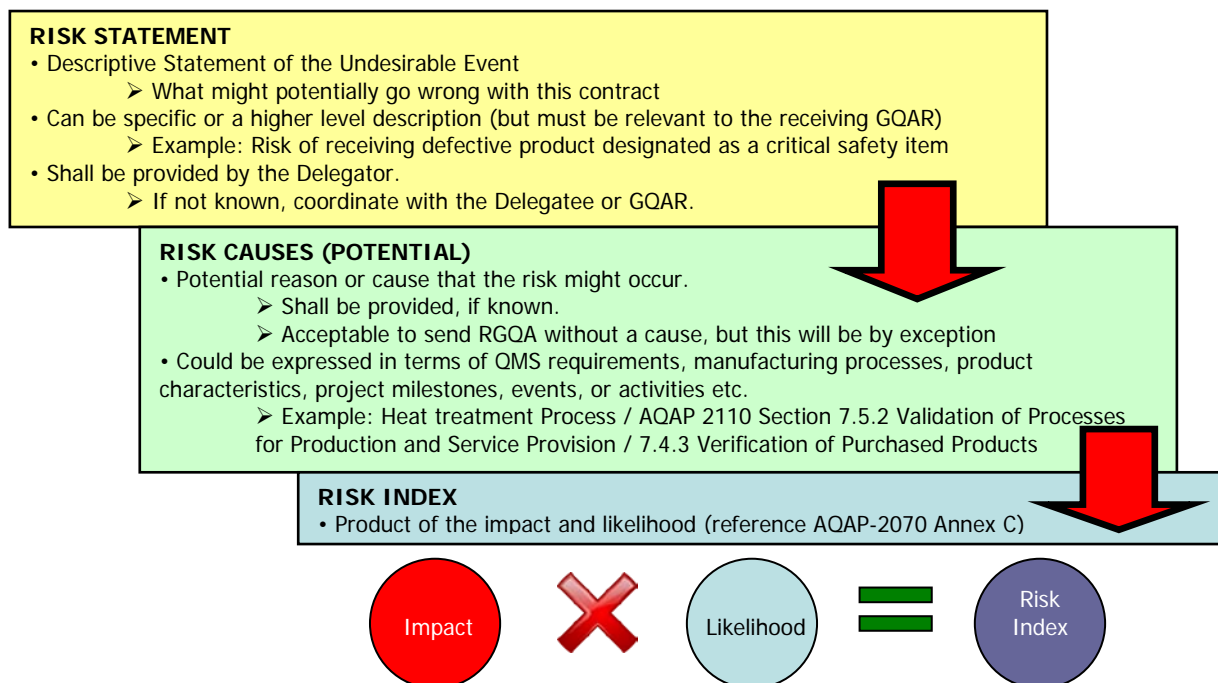 RISK STATEMENT
• Descriptive Statement of the Undesirable Event
➢ What might potentially go wrong with this contract
• Can be specific or a higher level description (but must be relevant to the receiving GQAR)
➢ Example: Risk of receiving defective product designated as a critical safety item
• Shall be provided by the Delegator.
➢ If not known, coordinate with the Delegatee or GQAR.
RISK CAUSES (POTENTIAL)
• Potential reason or cause that the risk might occur.
➢ Shall be provided, if known.
➢ Acceptable to send RGQA without a cause, but this will be by exception
• Could be expressed in terms of QMS requirements, manufacturing processes, product
characteristics, project milestones, events, or activities etc.
➢ Example: Heat treatment Process / AQAP 2110 Section 7.5.2 Validation of Processes
for Production and Service Provision / 7.4.3 Verification of Purchased Products
RISK INDEX
• Product of the impact and likelihood (reference AQAP-2070 Annex C)
Impact
Likelihood
Risk
Index